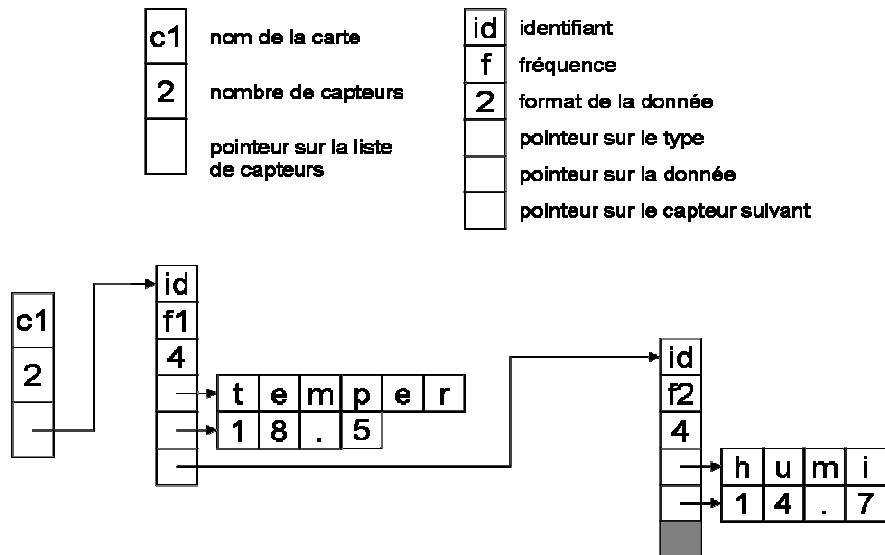 c1 nom de la carte
2 nombre de capteurs
pointeur sur la liste
de capteurs
id identifiant
f fréquence
2 format de la donnée
pointeur sur le type
pointeur sur la donnée
pointeur sur le capteur suivant
c1
2
id
f1
4
t e m p e r
1 8 . 5
id
f2
4
h u m i
1 4 . 7